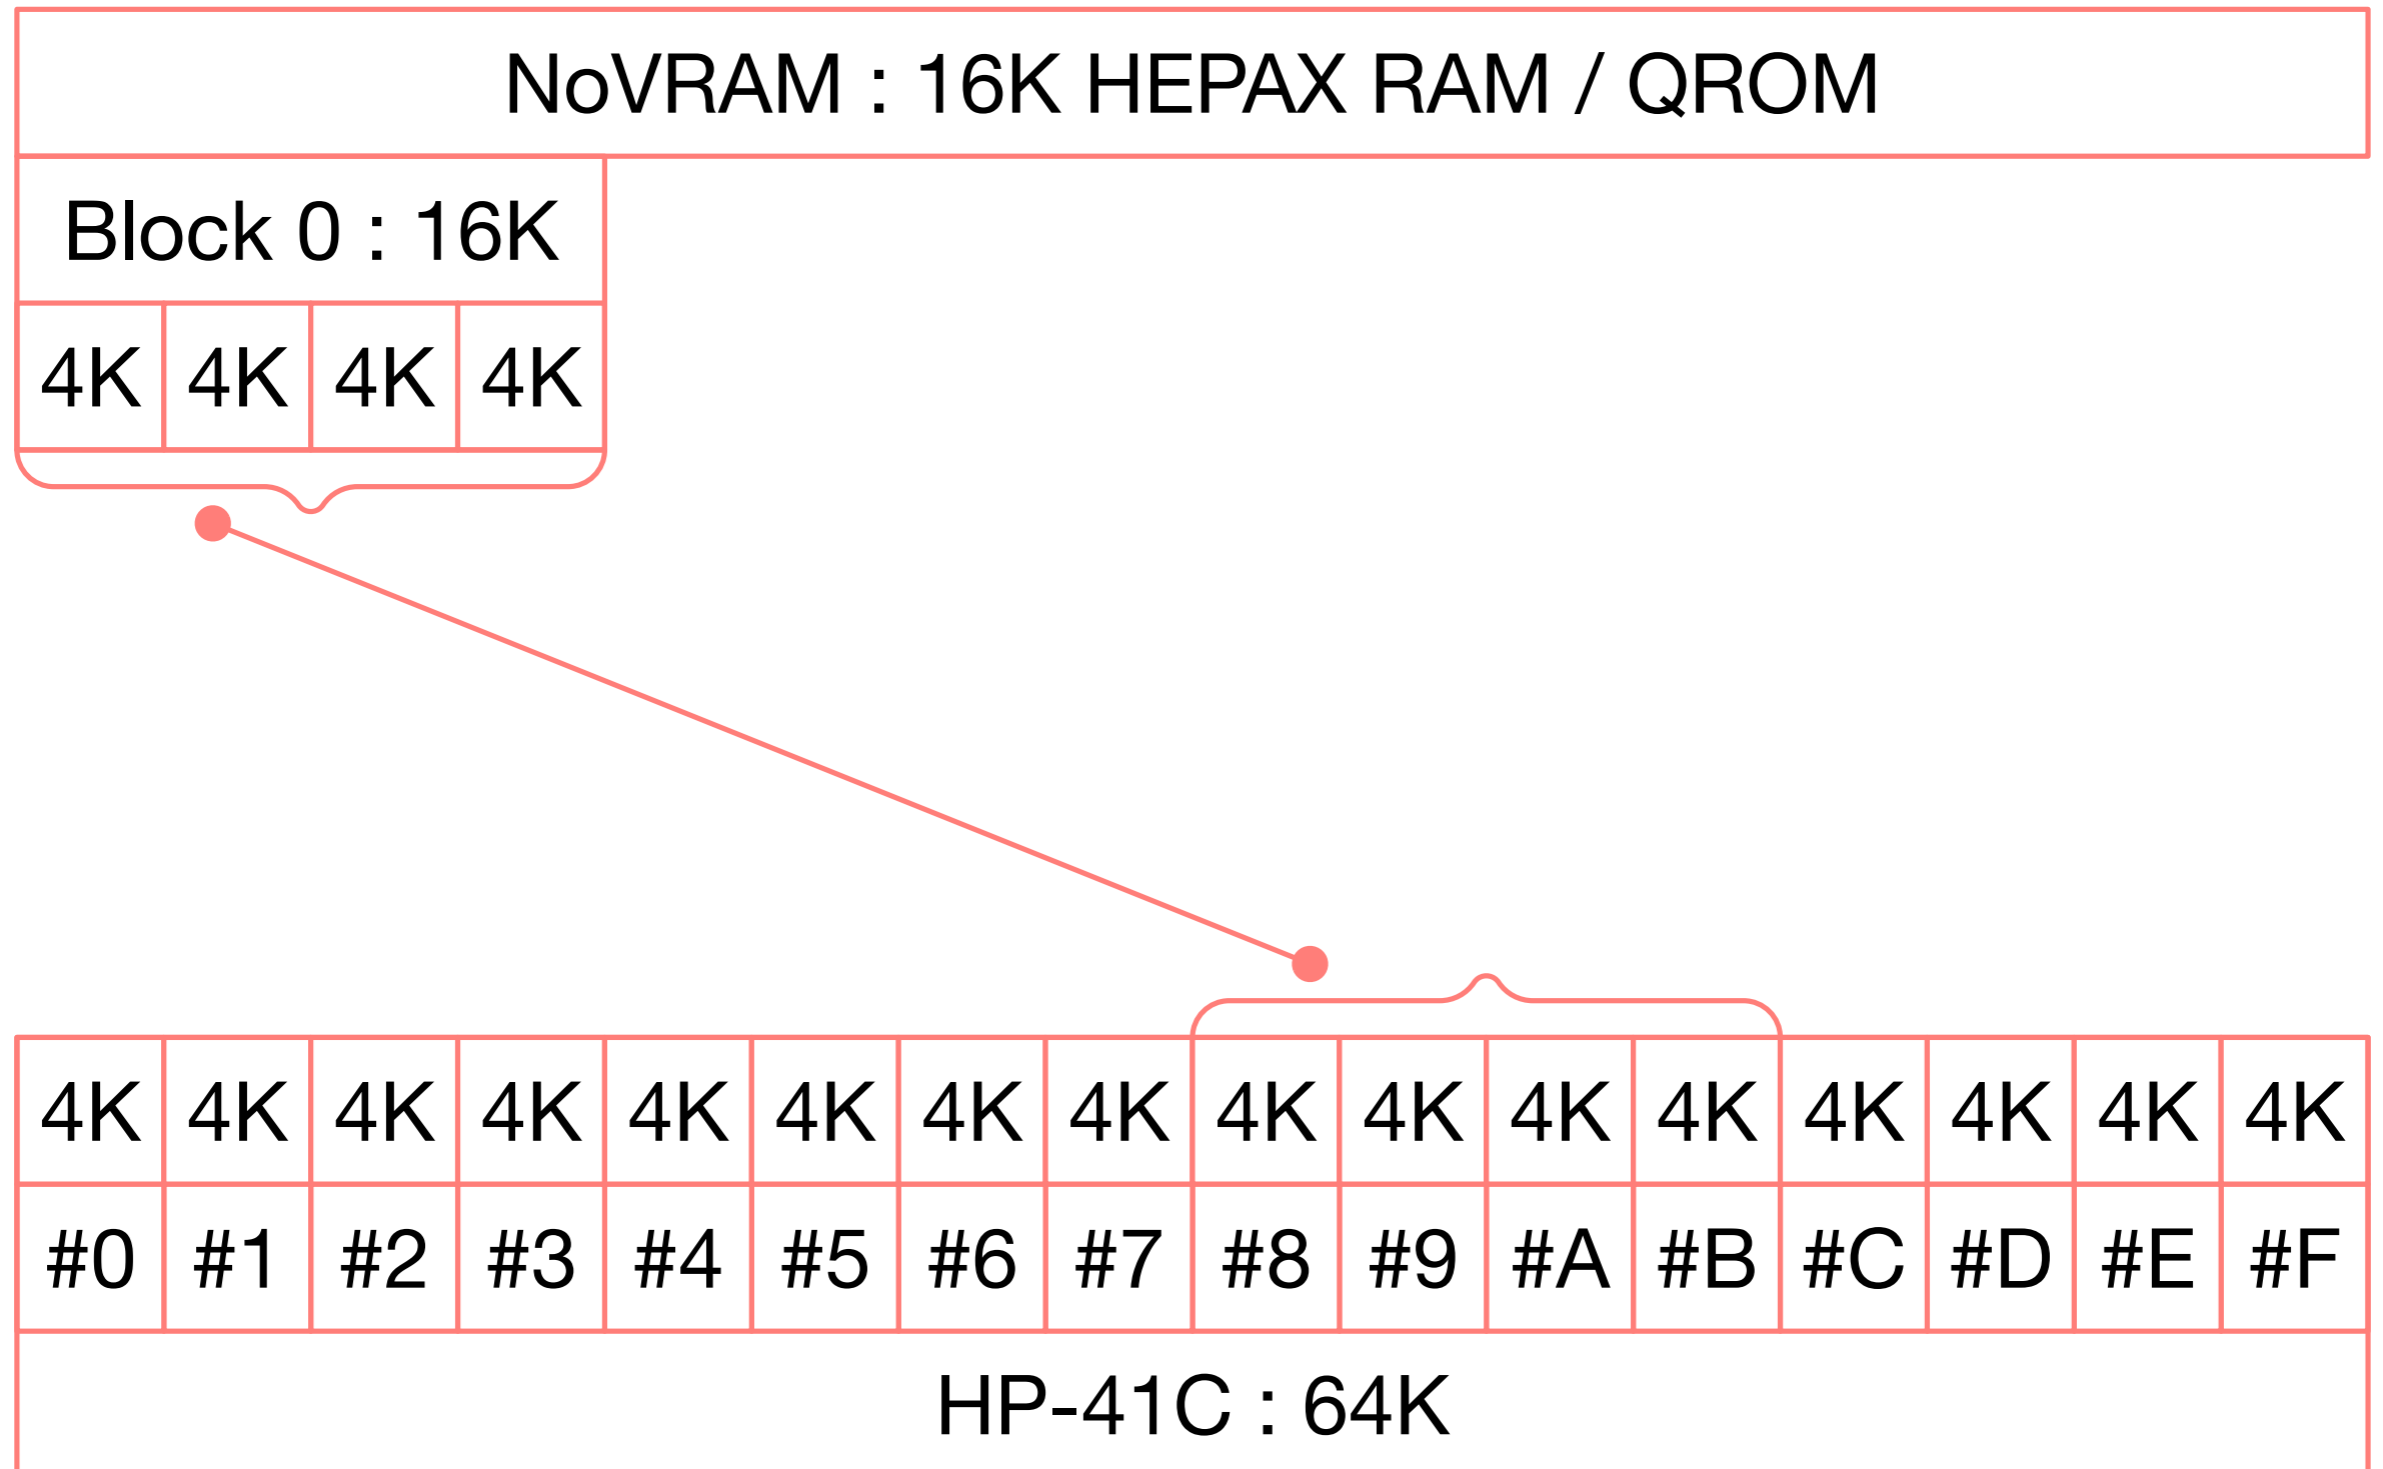 NoVRAM : 16K HEPAX RAM / QROM
Block 0 : 16K
4K 4K 4K 4K
4K 4K 4K 4K 4K 4K 4K 4K 4K 4K 4K 4K 4K 4K 4K 4K
#0 #1 #2 #3 #4 #5 #6 #7 #8 #9 #A #B #C #D #E #F
HP-41C : 64K